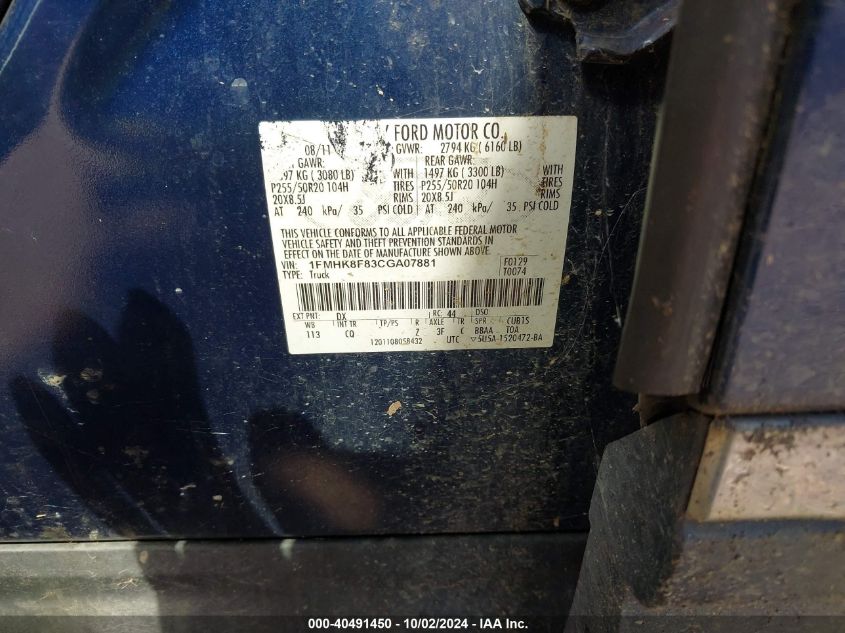 FORD MOTOR CO.
08/11 GVWR: 2794 KG ( 6160 LB)
GAWR: REAR GAWR:
97 KG ( 3080 LB) WITH 1497 KG ( 3300 LB) WITH
P255/50R20 104H TIRES P255/50R20 104H TIRES
20X8.5J RIMS 20X8.5J RIMS
AT 240 kPa/ 35 PSI COLD AT 240 kPa/ 35 PSI COLD
THIS VEHICLE CONFORMS TO ALL APPLICABLE FEDERAL MOTOR
VEHICLE SAFETY AND THEFT PREVENTION STANDARDS IN
EFFECT ON THE DATE OF MANUFACTURE SHOWN ABOVE.
VIN: 1FMHK8F83CGA07881 F0129
TYPE: Truck T0074
EXT PNT: DX RC: 44 DSO
WB INT TR TP/PS R AXLE TR SPR CUB1S
113 CQ 2 3F C BBAA TOA
1201108058432 UTC ▽5U5A-1520472-BA
000-40491450 - 10/02/2024 - IAA Inc.